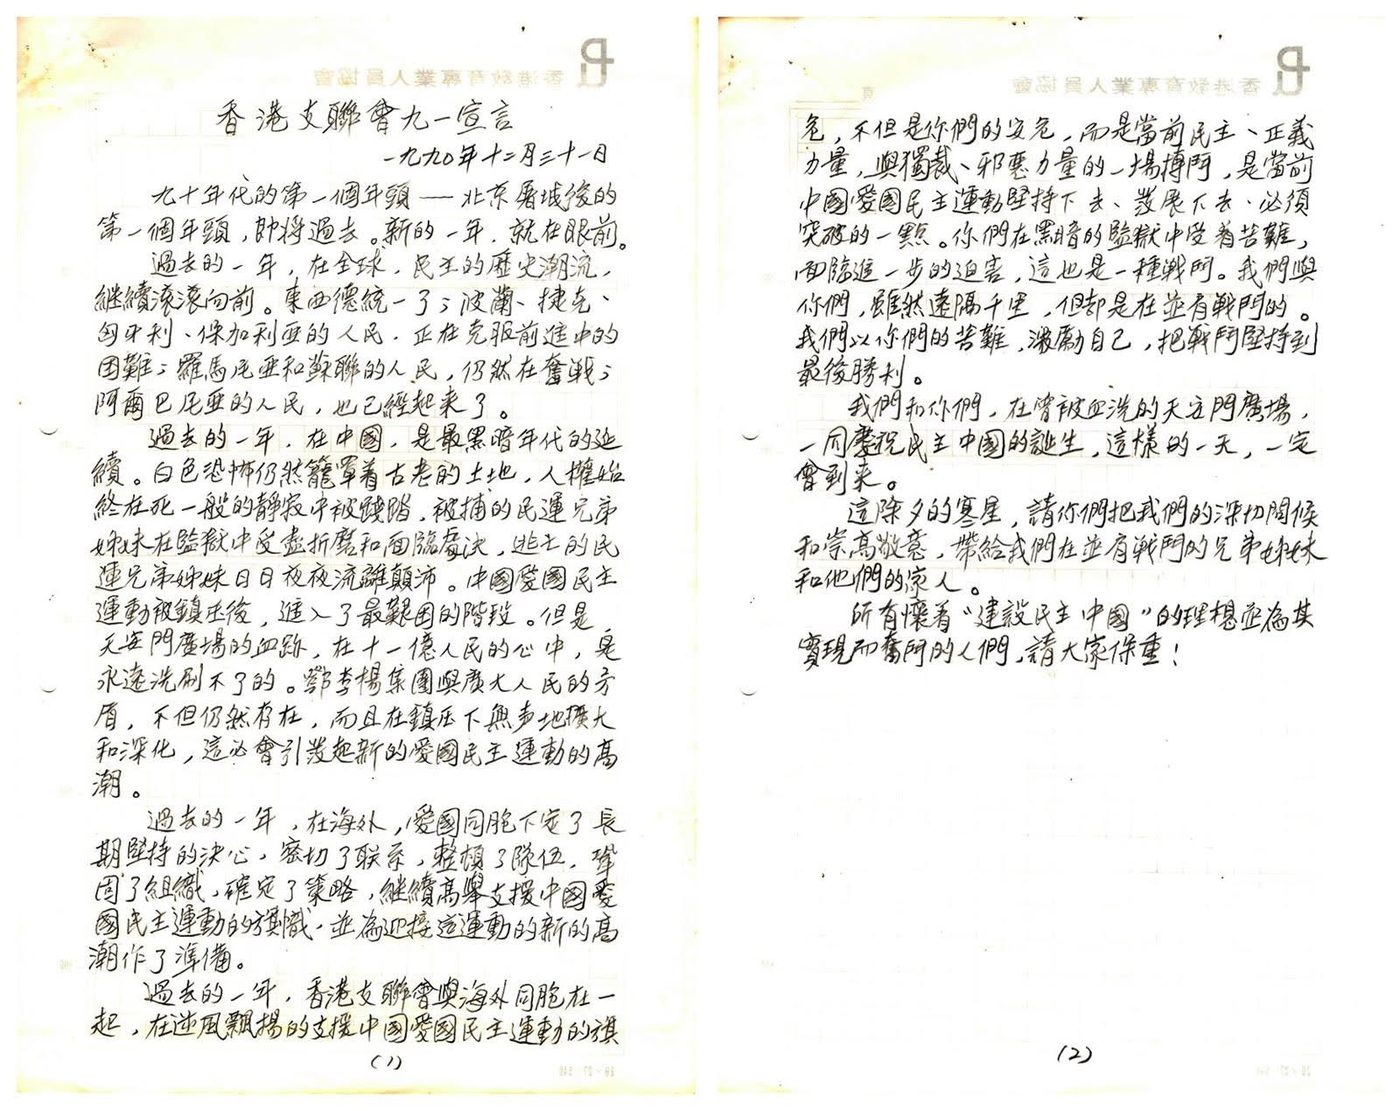 香港教育專業人員協會
香港支聯會九一宣言
一九九〇年十二月三十一日
九十年代的第一個年頭——北京屠城後的
第一個年頭，即將過去。新的一年，就在眼前。
過去的一年，在全球，民主的歷史潮流，
繼續滾滾向前。東西德統一了；波蘭、捷克、
匈牙利、保加利亞的人民，正在克服前進中的
困難；羅馬尼亞和蘇聯的人民，仍然在奮戰；
阿爾巴尼亞的人民，也已經起來了。
過去的一年，在中國，是最黑暗年代的延
續。白色恐怖仍然籠罩着古老的土地，人權始
終在死一般的靜寂中被踐踏，被捕的民運兄弟
姊妹在監獄中受盡折磨和面臨處決，逃亡的民
運兄弟姊妹日日夜夜流離顛沛。中國愛國民主
運動被鎮压後，進入了最艱困的階段。但是，
天安門廣場的血跡，在十一億人民的心中，是
永遠洗刷不了的。鄧李楊集團與廣大人民的矛
盾，不但仍然存在，而且在鎮压下無声地擴大
和深化，這必會引發起新的愛國民主運動的高
潮。
過去的一年，在海外，愛國同胞下定了長
期堅持的決心，密切了联系，整頓了隊伍，鞏
固了組織，確定了策略，繼續高舉支援中國愛
國民主運動的旗幟，並為迎接這運動的新的高
潮作了準備。
過去的一年，香港支聯會與海外同胞在一
起，在逆風飄揚的支援中國愛國民主運動的旗
(1)
香港教育專業人員協會
危，不但是你們的安危，而是當前民主、正義
力量，與獨裁、邪惡力量的一場搏鬥，是當前
中國愛國民主運動堅持下去、發展下去、必須
突破的一點。你們在黑暗的監獄中受着苦難，
面臨進一步的迫害，這也是一種戰鬥。我們與
你們，雖然遠隔千里，但却是在並肩戰鬥的。
我們以你們的苦難，激勵自己，把戰鬥堅持到
最後勝利。
我們和你們，在曾被血洗的天安門廣場，
一同慶祝民主中國的誕生，這樣的一天，一定
會到來。
這除夕的寒星，請你們把我們的深切問候
和崇高敬意，帶給我們在並肩戰鬥的兄弟姊妹
和他們的家人。
所有懷着“建設民主中國”的理想並為其
實現而奮鬥的人們，請大家保重！
(2)